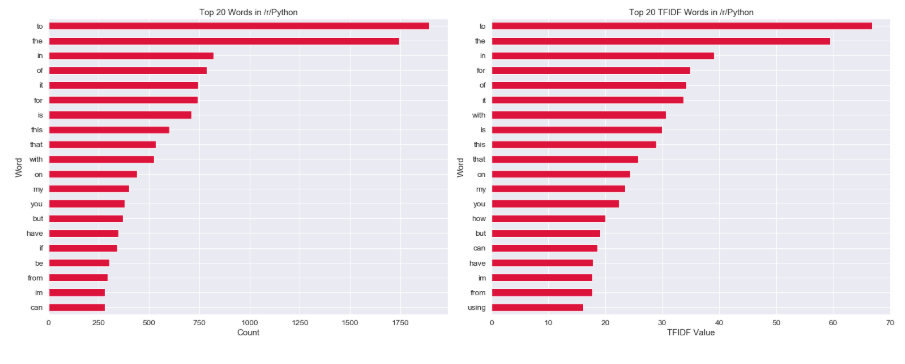 Top 20 Words in /r/Python
Word
to
the
in
of
it
for
is
this
that
with
on
my
you
but
have
if
be
from
im
can
0 250 500 750 1000 1250 1500 1750
Count
Top 20 TFIDF Words in /r/Python
Word
to
the
in
for
of
it
with
is
this
that
on
my
you
how
but
can
have
im
from
using
0 10 20 30 40 50 60 70
TFIDF Value